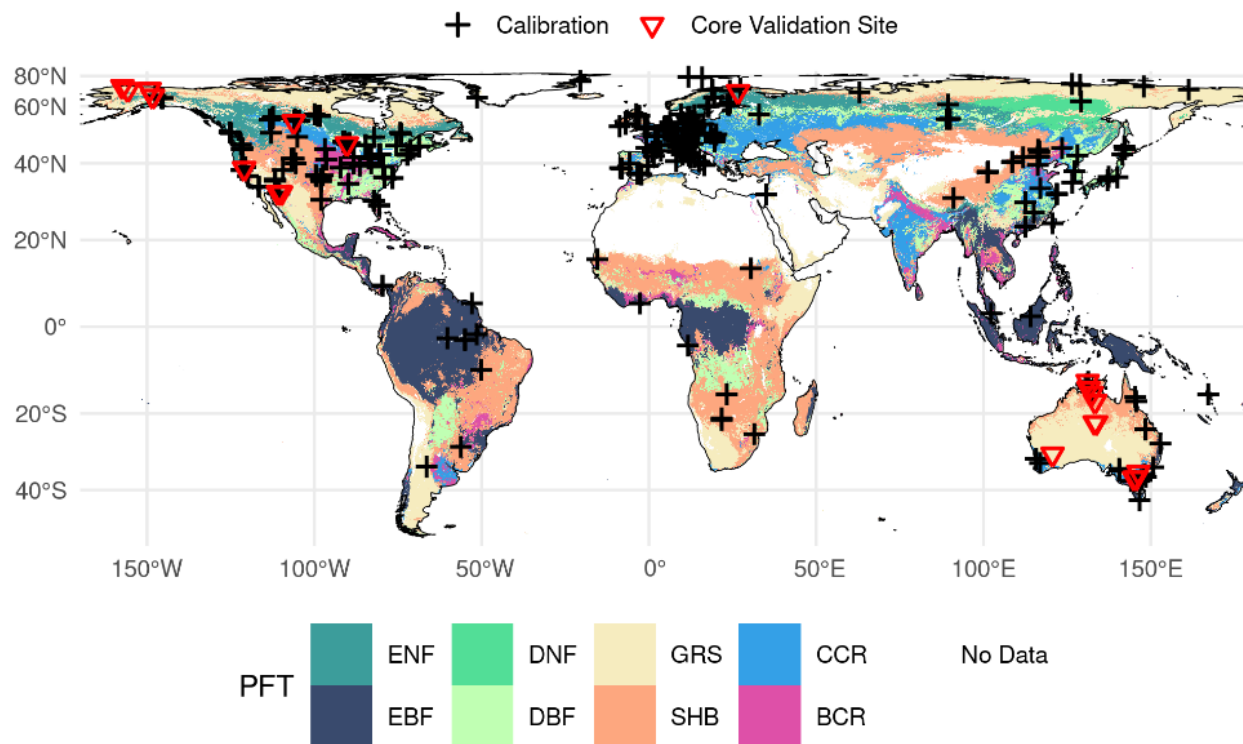 Calibration Core Validation Site
80°N
60°N
40°N
20°N
0°
20°S
40°S
150°W 100°W 50°W 0° 50°E 100°E 150°E
PFT
ENF DNF GRS CCR No Data
EBF DBF SHB BCR